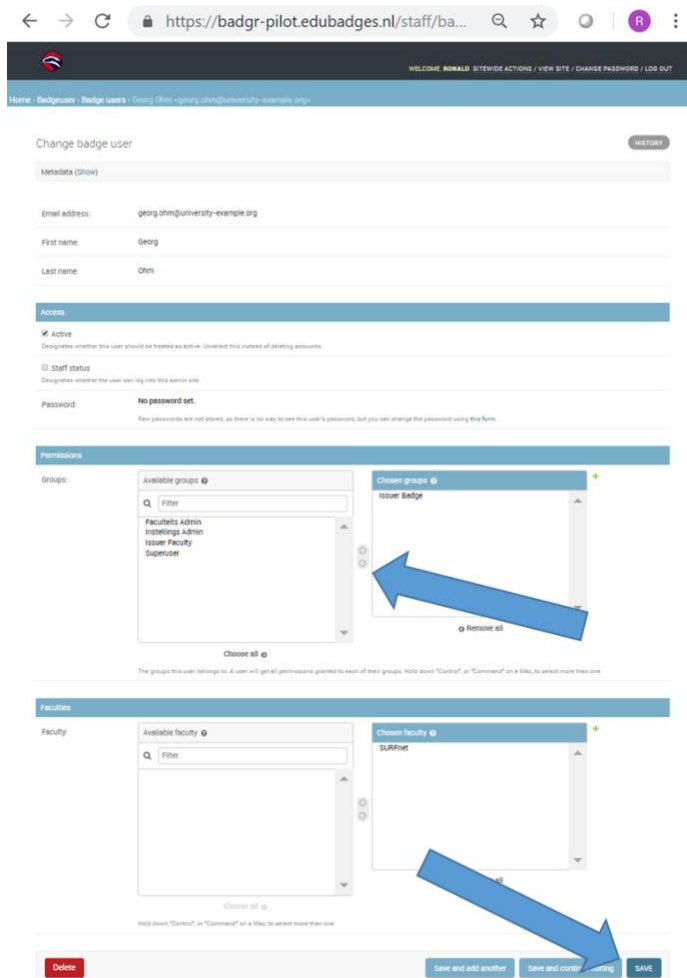 https://badgr-pilot.edubadges.nl/staff/ba...
R
WELCOME, RONALD. SITEWIDE ACTIONS / VIEW SITE / CHANGE PASSWORD / LOG OUT
Home › Badgeuser › Badge users › Georg Ohm <georg.ohm@university-example.org>
Change badge user
HISTORY
Metadata (Show)
Email address: georg.ohm@university-example.org
First name: Georg
Last name: Ohm
Access
Active
Designates whether this user should be treated as active. Unselect this instead of deleting accounts.
Staff status
Designates whether the user can log into this admin site.
Password: No password set.
Raw passwords are not stored, so there is no way to see this user's password, but you can change the password using this form.
Permissions
Groups:
Available groups
Filter
Faculteits Admin
Instellings Admin
Issuer Faculty
Superuser
Choose all
Chosen groups
Issuer Badge
Remove all
The groups this user belongs to. A user will get all permissions granted to each of their groups. Hold down "Control", or "Command" on a Mac, to select more than one.
Faculties
Faculty:
Available faculty
Filter
Choose all
Chosen faculty
SURFnet
all
Hold down "Control", or "Command" on a Mac, to select more than one.
Delete
Save and add another
Save and
SAVE